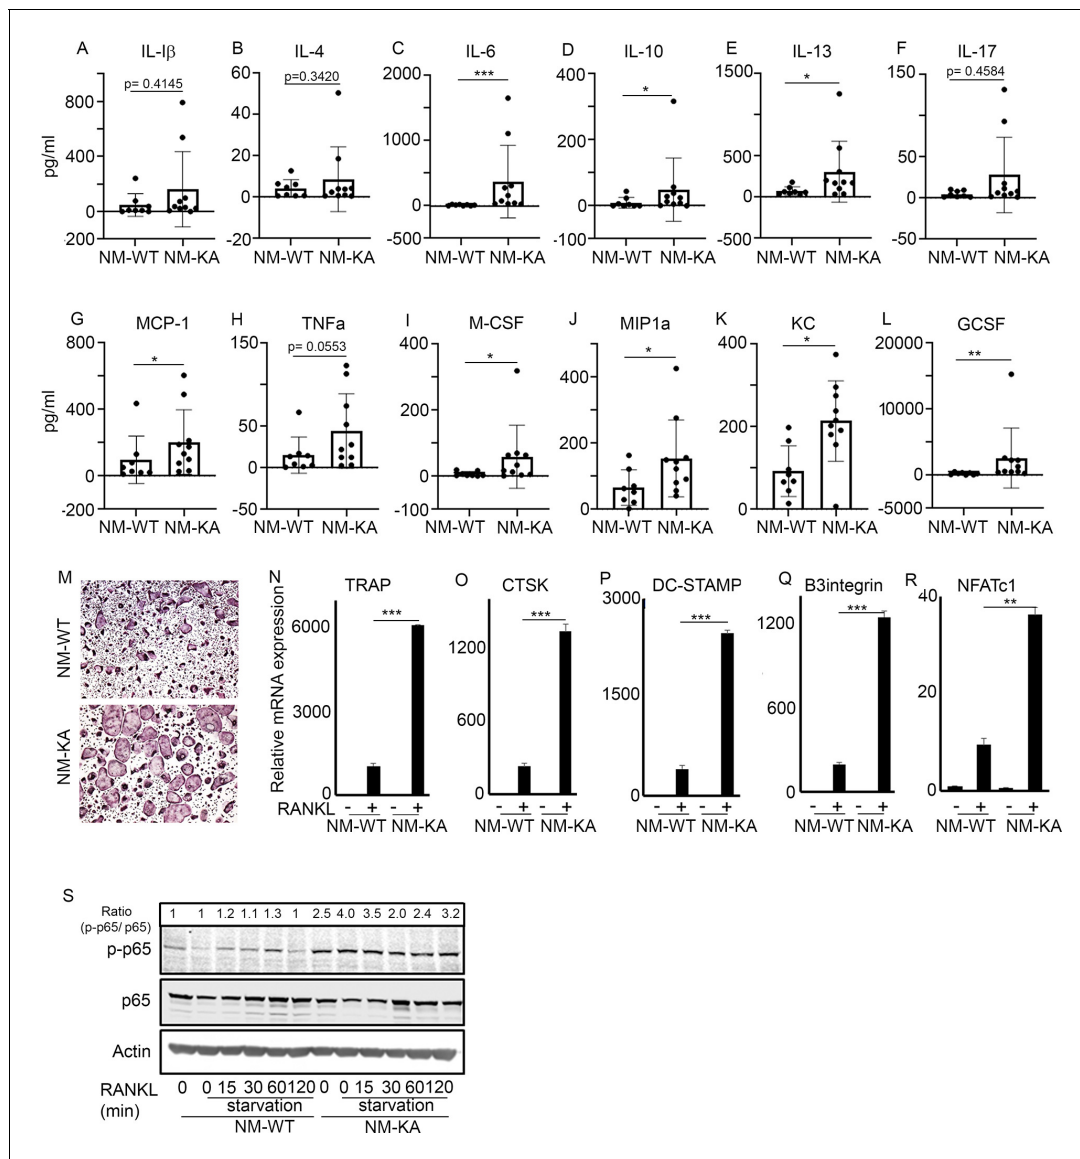 A IL-Iβ B IL-4 C IL-6 D IL-10 E IL-13 F IL-17
p= 0.4145 p=0.3420 *** * * p= 0.4584
pg/ml
800 400 0 200
60 40 20 0 -20
2000 1000 0 -500
400 200 0 -100
1500 500 0 -500
150 50 0 -50
NM-WT NM-KA NM-WT NM-KA NM-WT NM-KA NM-WT NM-KA NM-WT NM-KA NM-WT NM-KA
G MCP-1 H TNFa I M-CSF J MIP1a K KC L GCSF
* p= 0.0553 * * * **
pg/ml
800 400 0 -200
150 50 0 -50
400 200 0 -100
400 200 0
400 200 0
20000 10000 0 -5000
NM-WT NM-KA NM-WT NM-KA NM-WT NM-KA NM-WT NM-KA NM-WT NM-KA NM-WT NM-KA
M N TRAP O CTSK P DC-STAMP Q B3integrin R NFATc1
NM-WT
NM-KA
Relative mRNA expression
*** *** *** *** **
6000 3000 0
1200 600 0
3000 1500 0
1200 600 0
40 20 0
RANKL - + - + - + - + - + - + - + - + - + - +
NM-WT NM-KA NM-WT NM-KA NM-WT NM-KA NM-WT NM-KA NM-WT NM-KA
S
Ratio 1 1 1.2 1.1 1.3 1 2.5 4.0 3.5 2.0 2.4 3.2
(p-p65/ p65)
p-p65
p65
Actin
RANKL 0 0 15 30 60 120 0 0 15 30 60 120
(min) starvation starvation
NM-WT NM-KA